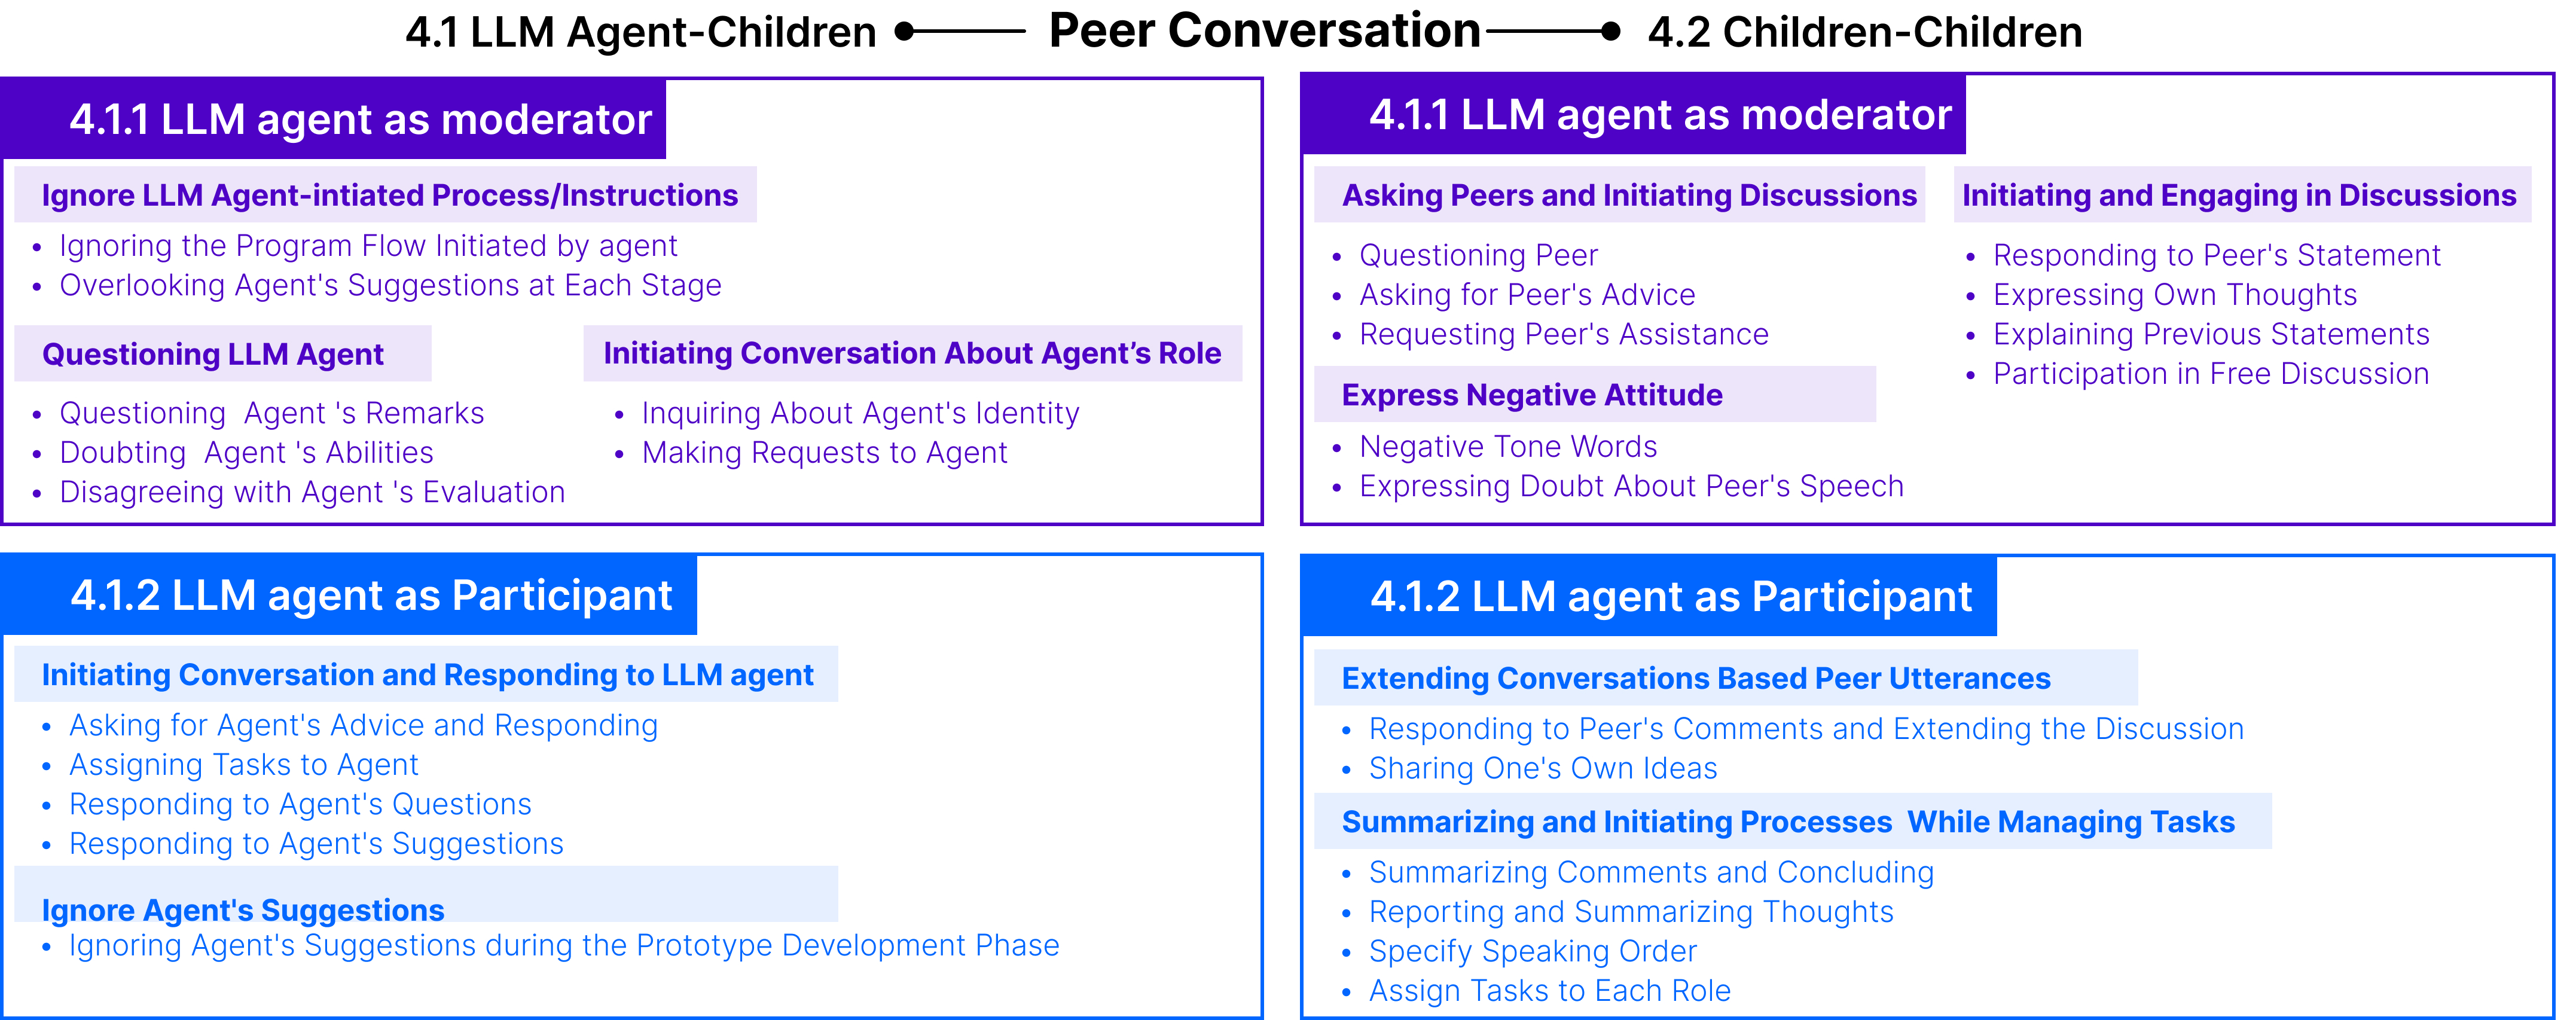 4.1 LLM Agent-Children
Peer Conversation
4.2 Children-Children
4.1.1 LLM agent as moderator
Ignore LLM Agent-intiated Process/Instructions
• Ignoring the Program Flow Initiated by agent
• Overlooking Agent's Suggestions at Each Stage
Questioning LLM Agent
• Questioning  Agent 's Remarks
• Doubting  Agent 's Abilities
• Disagreeing with Agent 's Evaluation
Initiating Conversation About Agent’s Role
• Inquiring About Agent's Identity
• Making Requests to Agent
4.1.1 LLM agent as moderator
Asking Peers and Initiating Discussions
• Questioning Peer
• Asking for Peer's Advice
• Requesting Peer's Assistance
Express Negative Attitude
• Negative Tone Words
• Expressing Doubt About Peer's Speech
Initiating and Engaging in Discussions
• Responding to Peer's Statement
• Expressing Own Thoughts
• Explaining Previous Statements
• Participation in Free Discussion
4.1.2 LLM agent as Participant
Initiating Conversation and Responding to LLM agent
• Asking for Agent's Advice and Responding
• Assigning Tasks to Agent
• Responding to Agent's Questions
• Responding to Agent's Suggestions
Ignore Agent's Suggestions
• Ignoring Agent's Suggestions during the Prototype Development Phase
4.1.2 LLM agent as Participant
Extending Conversations Based Peer Utterances
• Responding to Peer's Comments and Extending the Discussion
• Sharing One's Own Ideas
Summarizing and Initiating Processes  While Managing Tasks
• Summarizing Comments and Concluding
• Reporting and Summarizing Thoughts
• Specify Speaking Order
• Assign Tasks to Each Role